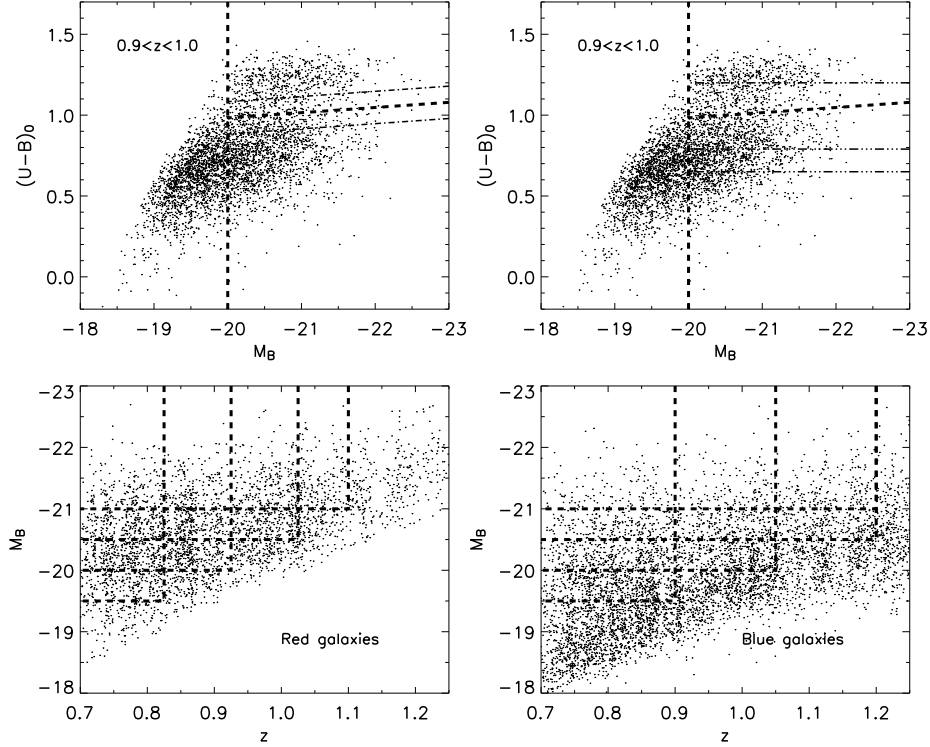 0.9<z<1.0
(U−B)0
1.5
1.0
0.5
0.0
−18 −19 −20 −21 −22 −23
MB
0.9<z<1.0
(U−B)0
1.5
1.0
0.5
0.0
−18 −19 −20 −21 −22 −23
MB
MB
−23
−22
−21
−20
−19
−18
Red galaxies
0.7 0.8 0.9 1.0 1.1 1.2
z
MB
−23
−22
−21
−20
−19
−18
Blue galaxies
0.7 0.8 0.9 1.0 1.1 1.2
z